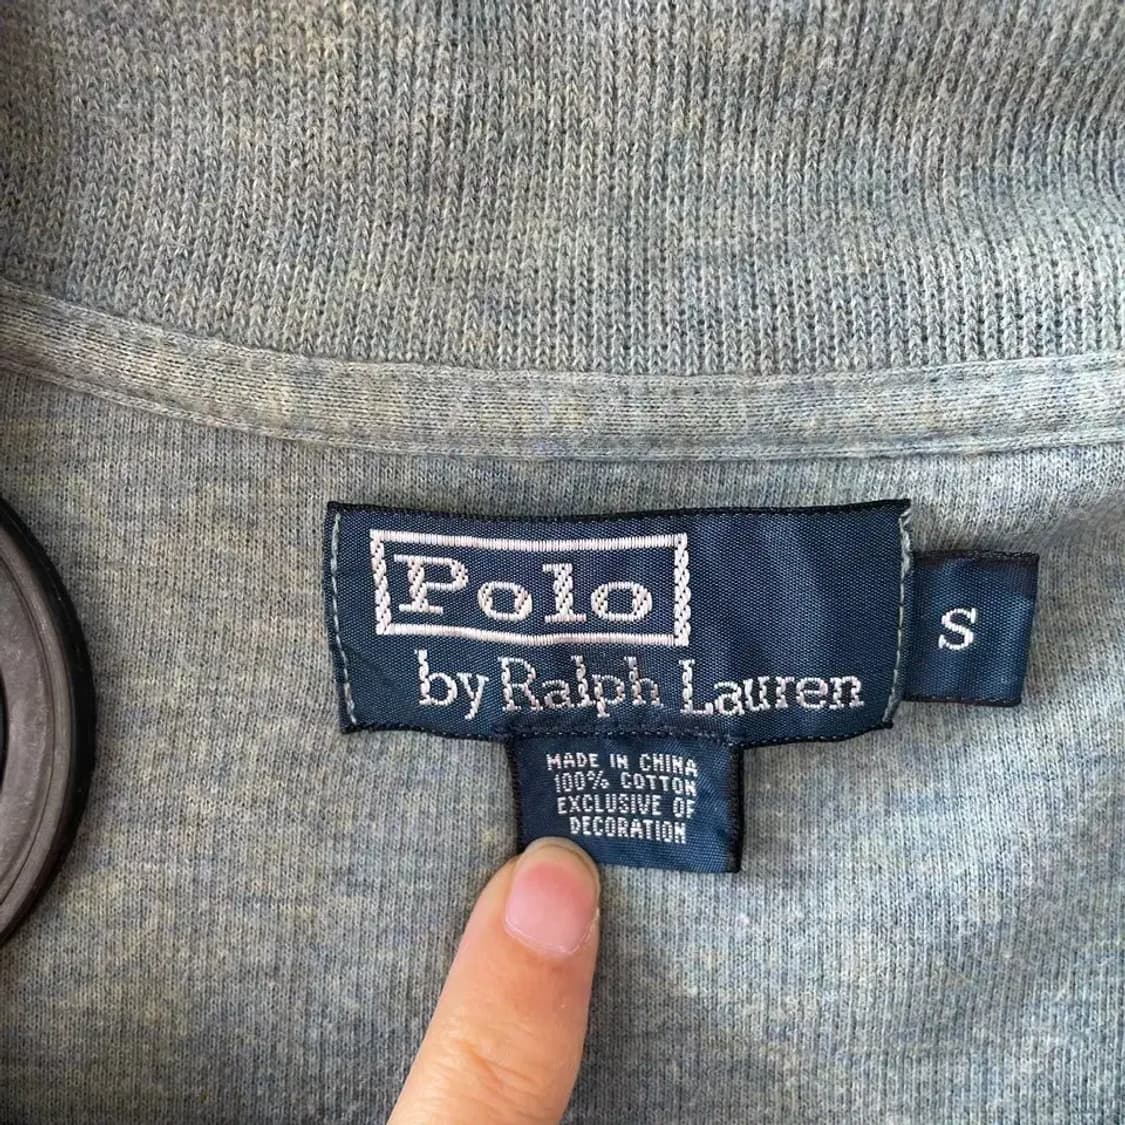 Polo
by Ralph Lauren
S
MADE IN CHINA
100% COTTON
EXCLUSIVE OF
DECORATION